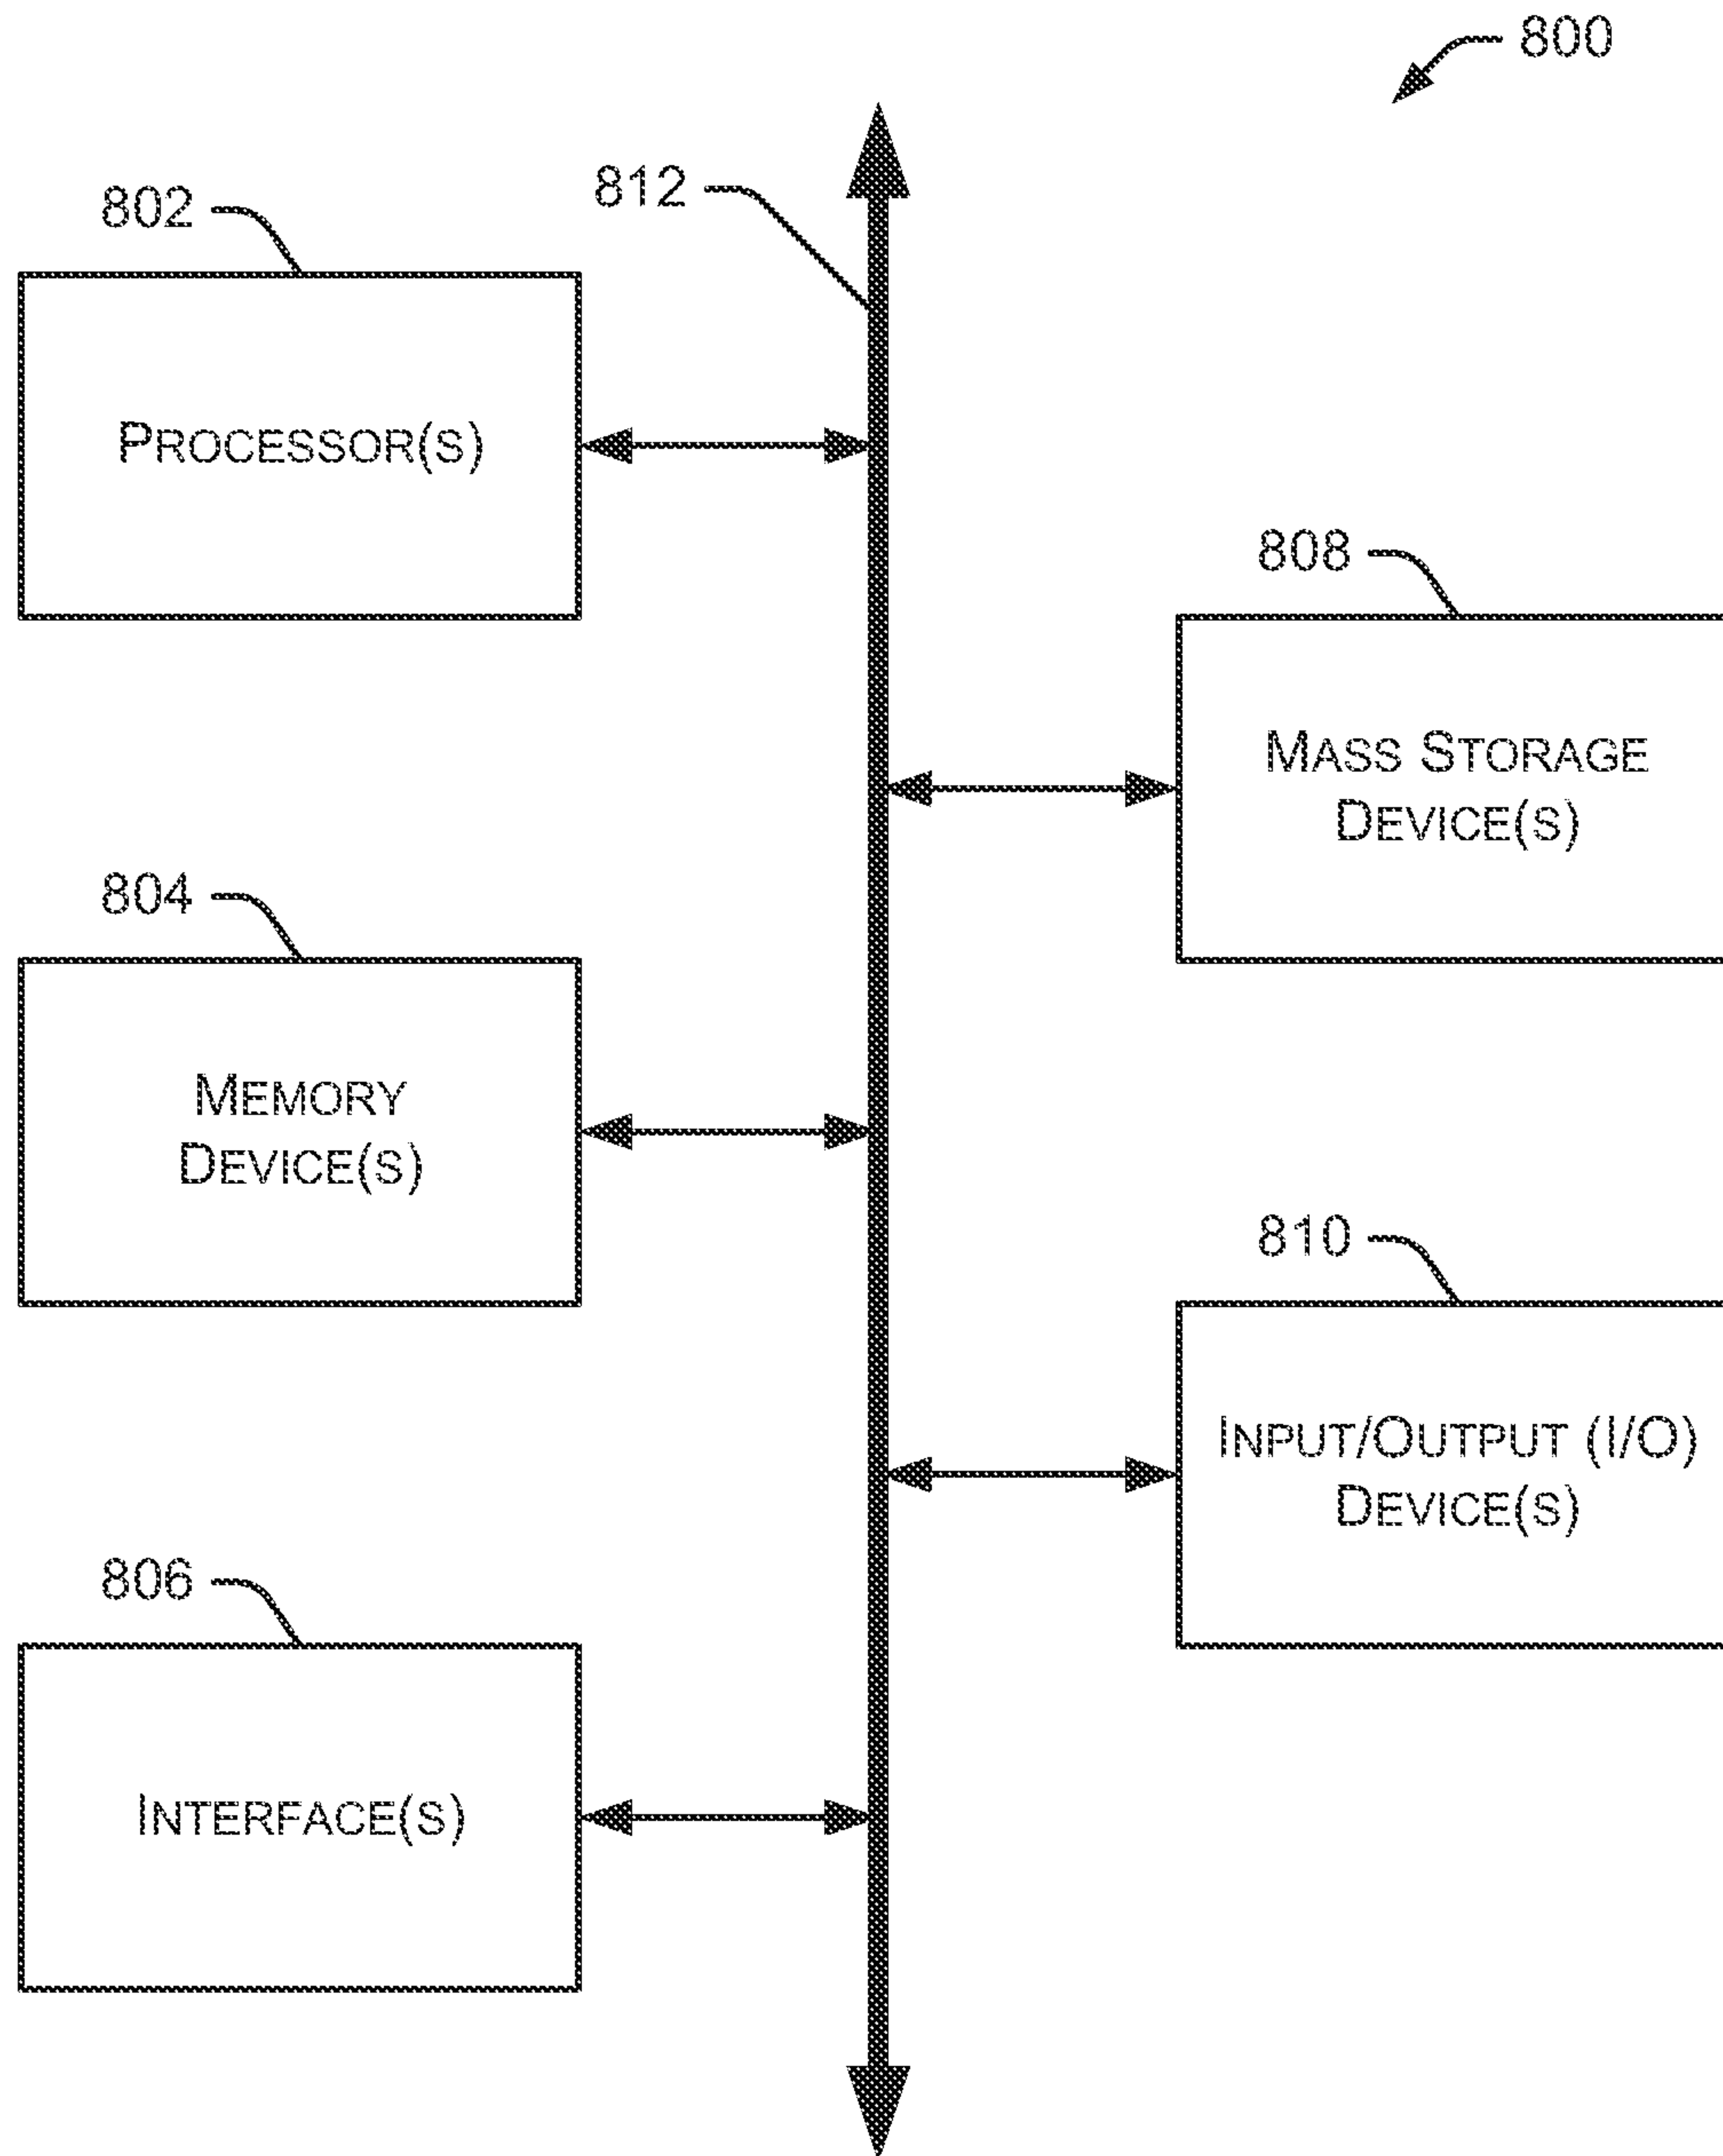 800
812
802
PROCESSOR(S)
808
MASS STORAGE
DEVICE(S)
804
MEMORY
DEVICE(S)
810
INPUT/OUTPUT (I/O)
DEVICE(S)
806
INTERFACE(S)